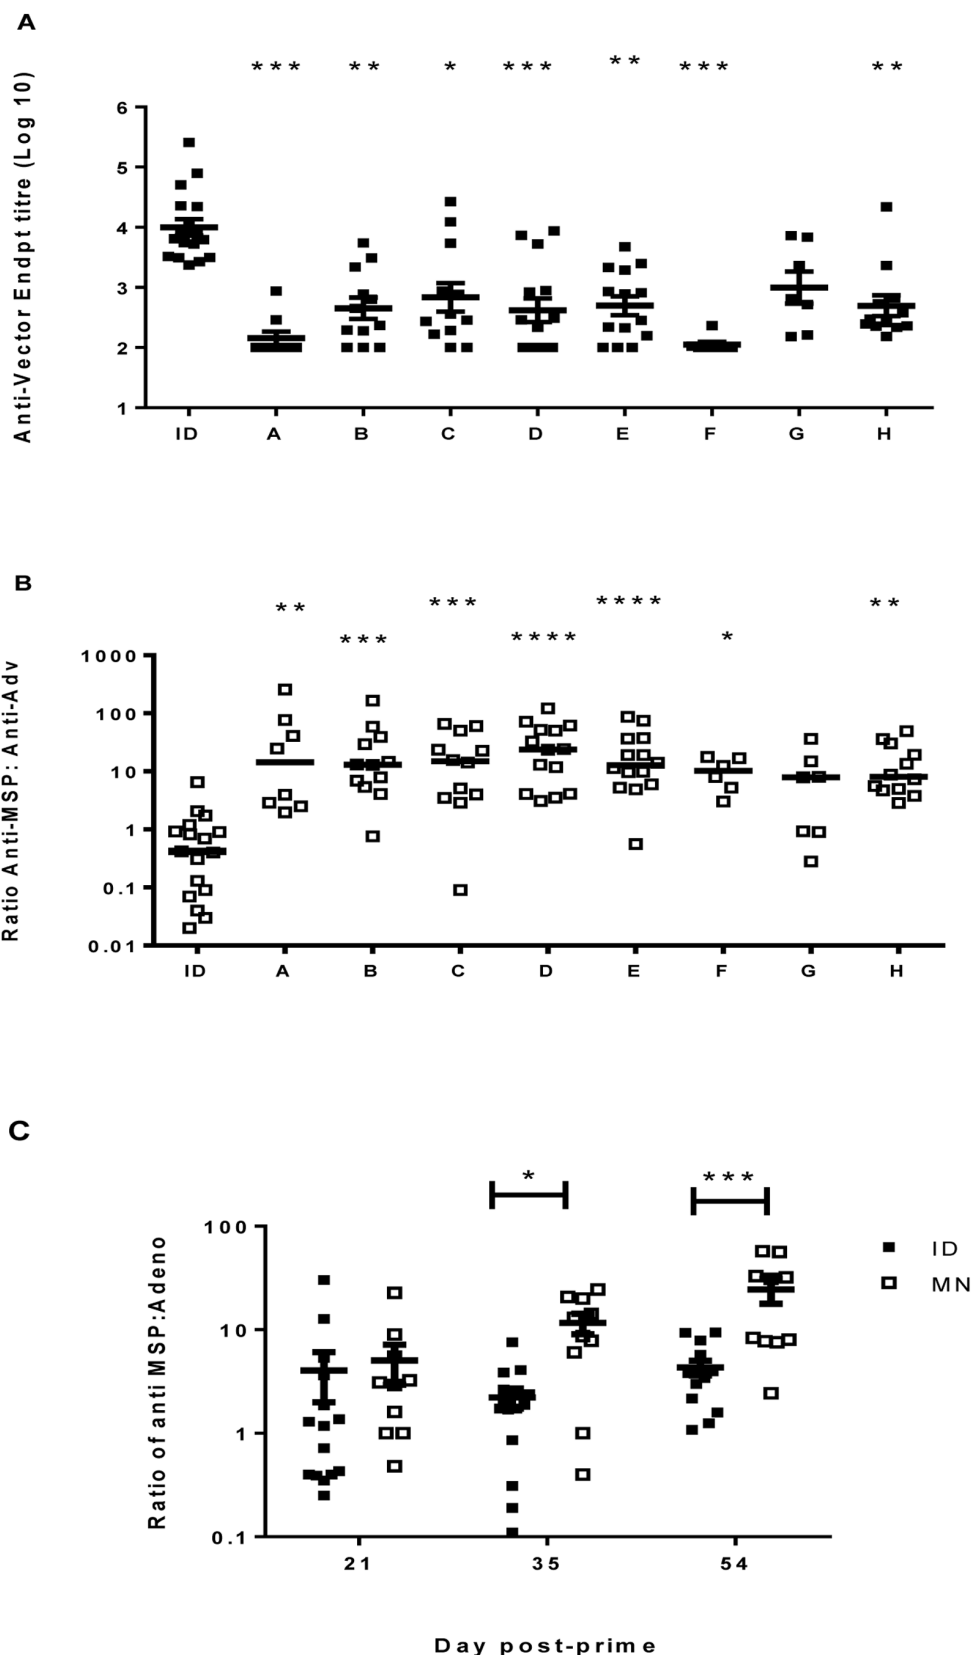 A
*** ** * *** ** *** **
Anti-Vector Endpt titre (Log 10)
6
5
4
3
2
1
ID A B C D E F G H
B
** *** **** **
*** **** *
Ratio Anti-MSP: Anti-Adv
1000
100
10
1
0.1
0.01
ID A B C D E F G H
C
* ***
Ratio of anti MSP:Adeno
100
10
1
0.1
21 35 54
ID
MN
Day post-prime